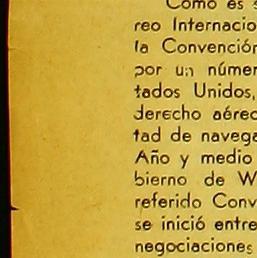 Como es
reo Internacio
la Convención
por un númer
tados Unidos,
derecho aérec
tad de navega
Año y medio
bierno de W
referido Conv
se inició entre
negociaciones